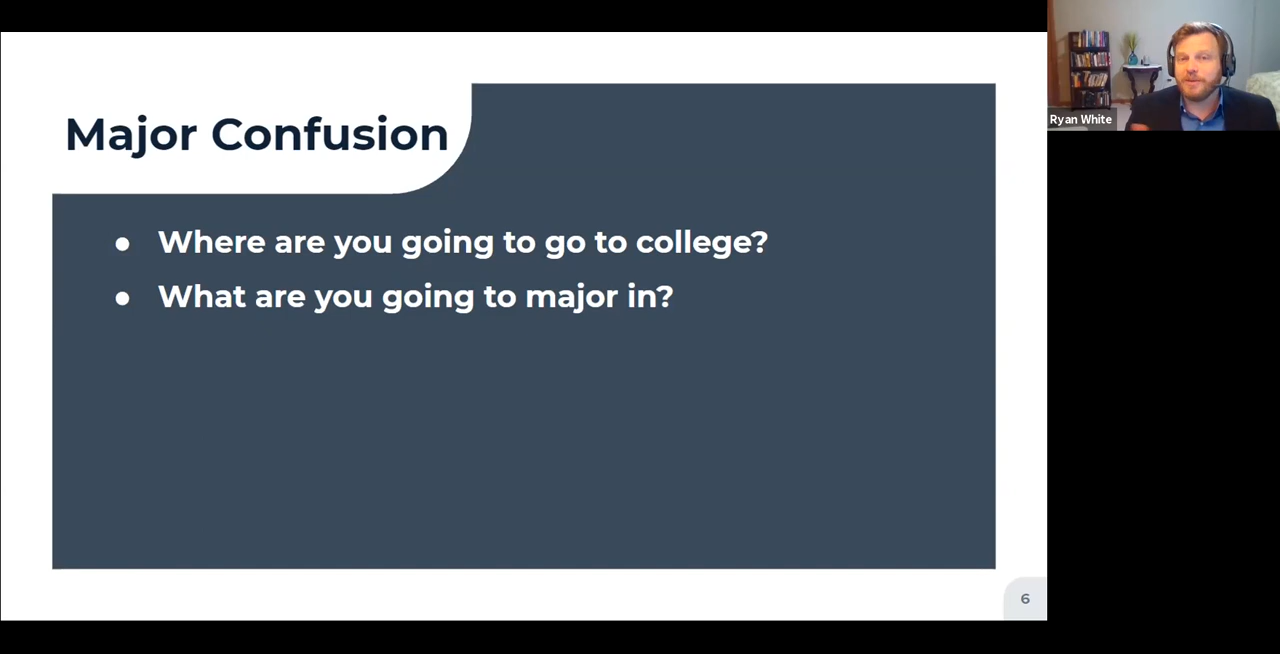 Major Confusion
● Where are you going to go to college?
● What are you going to major in?
6
Ryan White